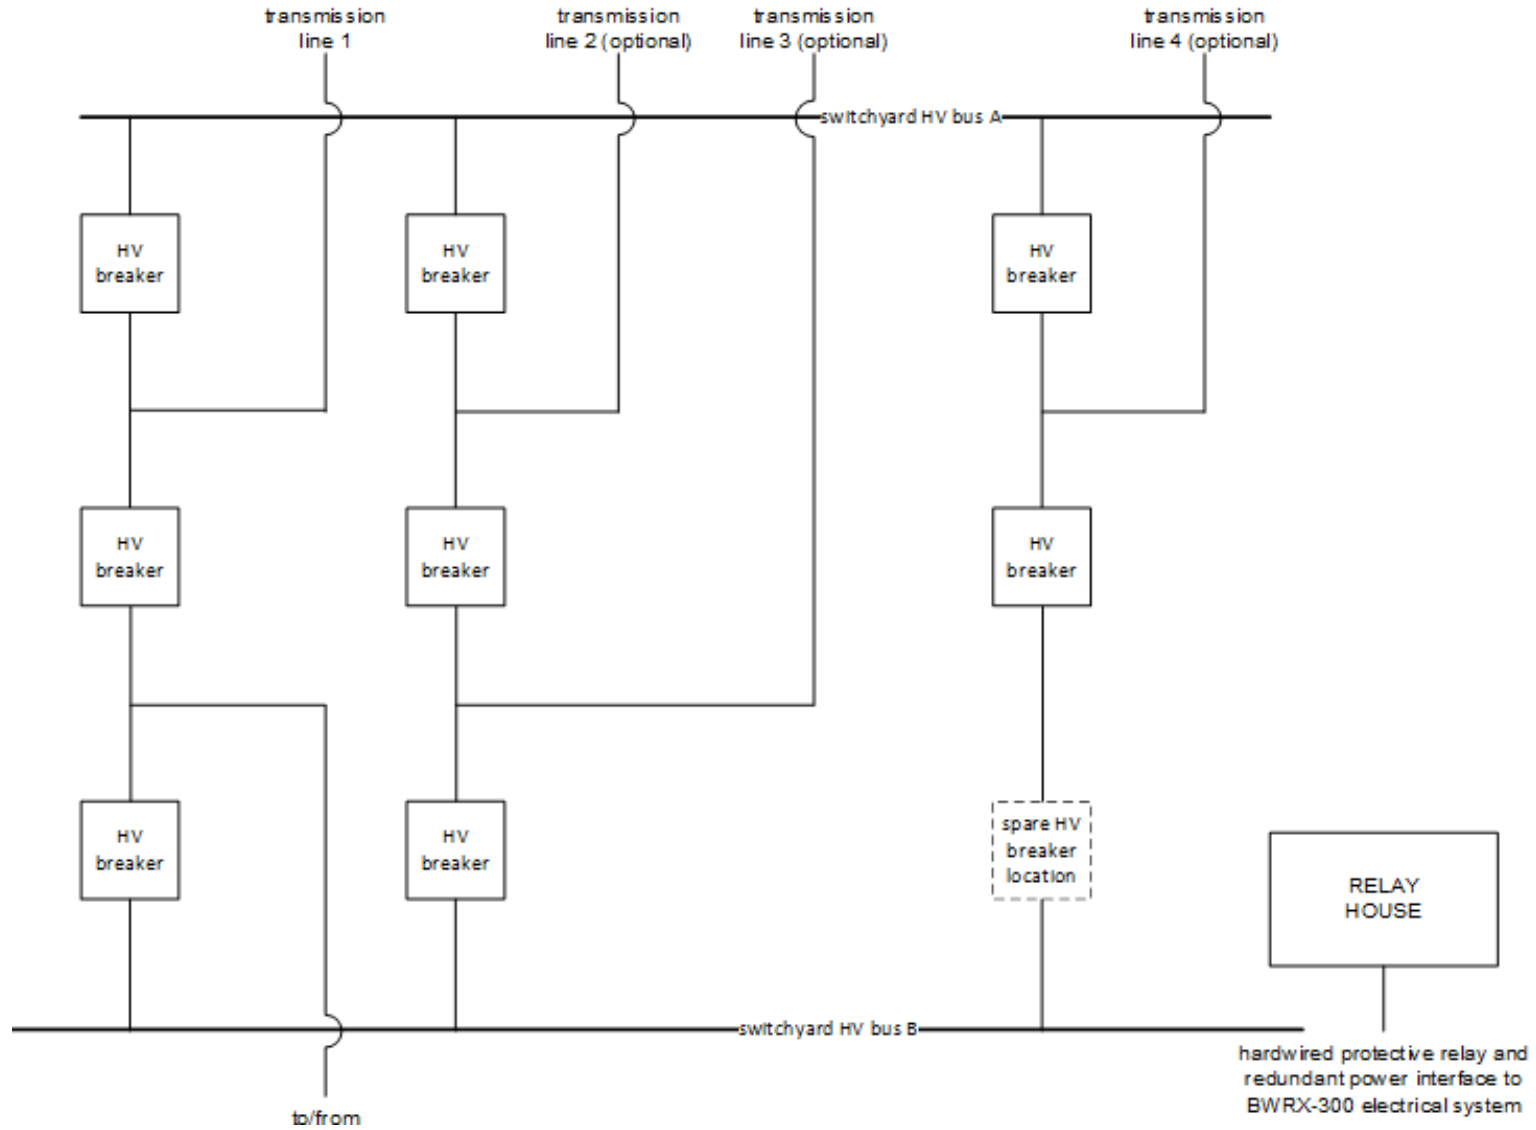 transmission
line 1
transmission
line 2 (optional)
transmission
line 3 (optional)
transmission
line 4 (optional)
switchyard HV bus A
HV
breaker
HV
breaker
HV
breaker
HV
breaker
HV
breaker
HV
breaker
HV
breaker
HV
breaker
spare HV
breaker
location
RELAY
HOUSE
switchyard HV bus B
hardwired protective relay and
redundant power interface to
BWRX-300 electrical system
to/from